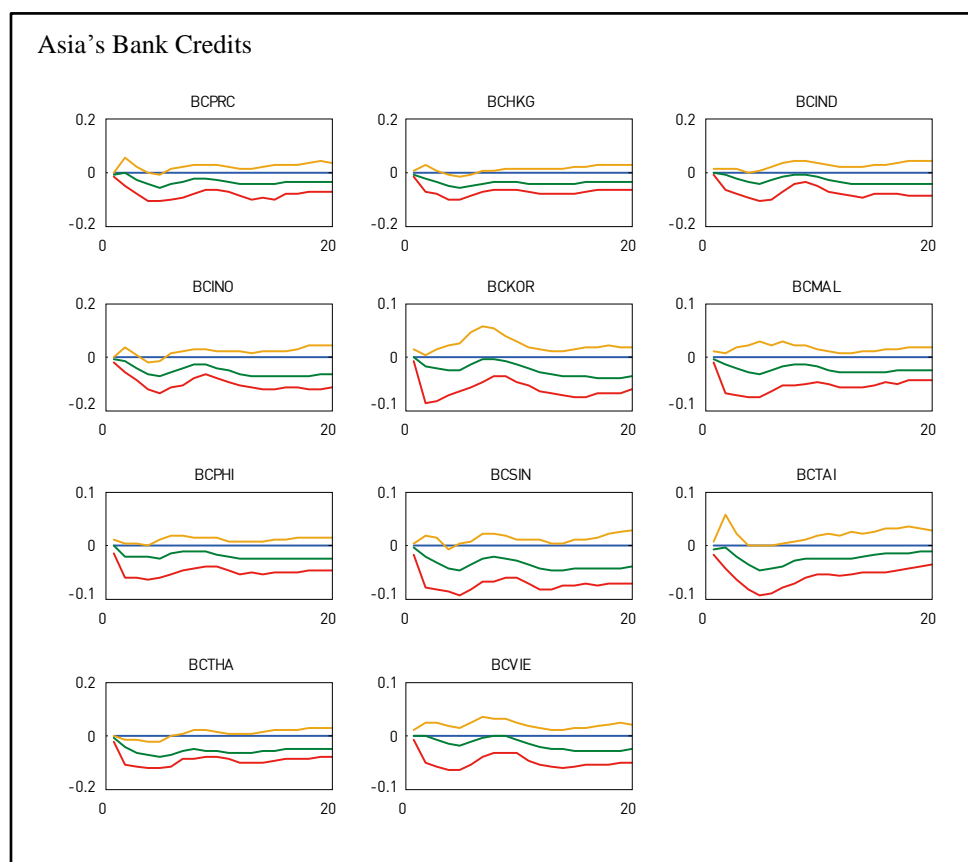 Asia’s Bank Credits
BCPRC BCHKG BCIND
0.2 0.2 0.2
0 0 0
-0.2 -0.2 -0.2
0 20 0 20 0 20
BCINO BCKOR BCMAL
0.2 0.1 0.1
0 0 0
-0.2 -0.1 -0.1
0 20 0 20 0 20
BCPHI BCSIN BCTAI
0.1 0.1 0.1
0 0 0
-0.1 -0.1 -0.1
0 20 0 20 0 20
BCTHA BCVIE
0.2 0.1
0 0
-0.2 -0.1
0 20 0 20